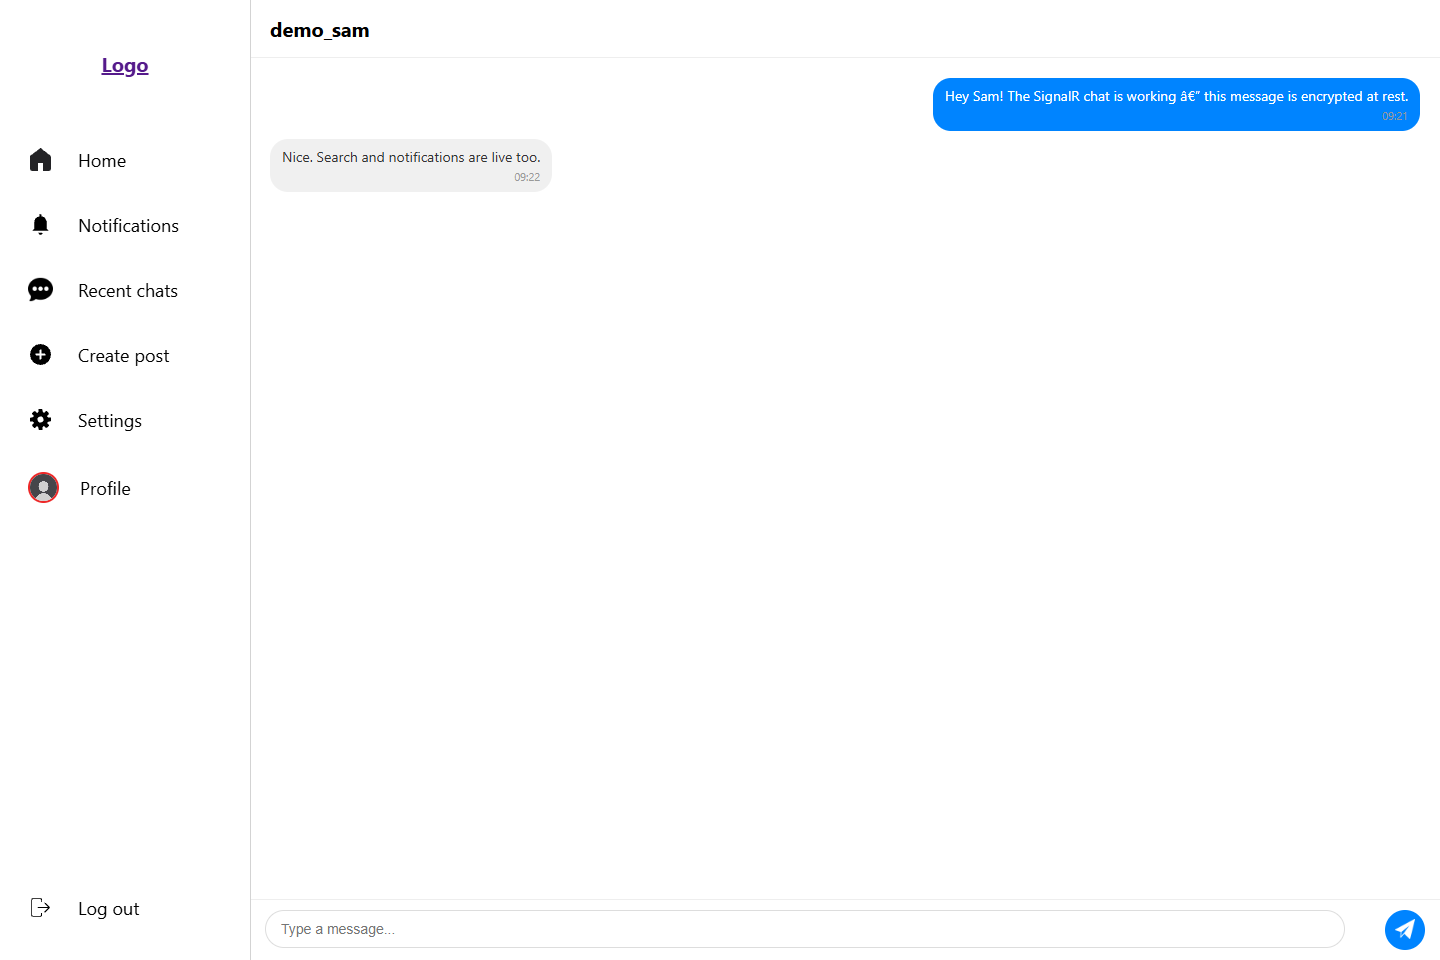 Logo
Home
Notifications
Recent chats
Create post
Settings
Profile
Log out
demo_sam
Hey Sam! The SignalR chat is working â€” this message is encrypted at rest.
09:21
Nice. Search and notifications are live too.
09:22
Type a message...